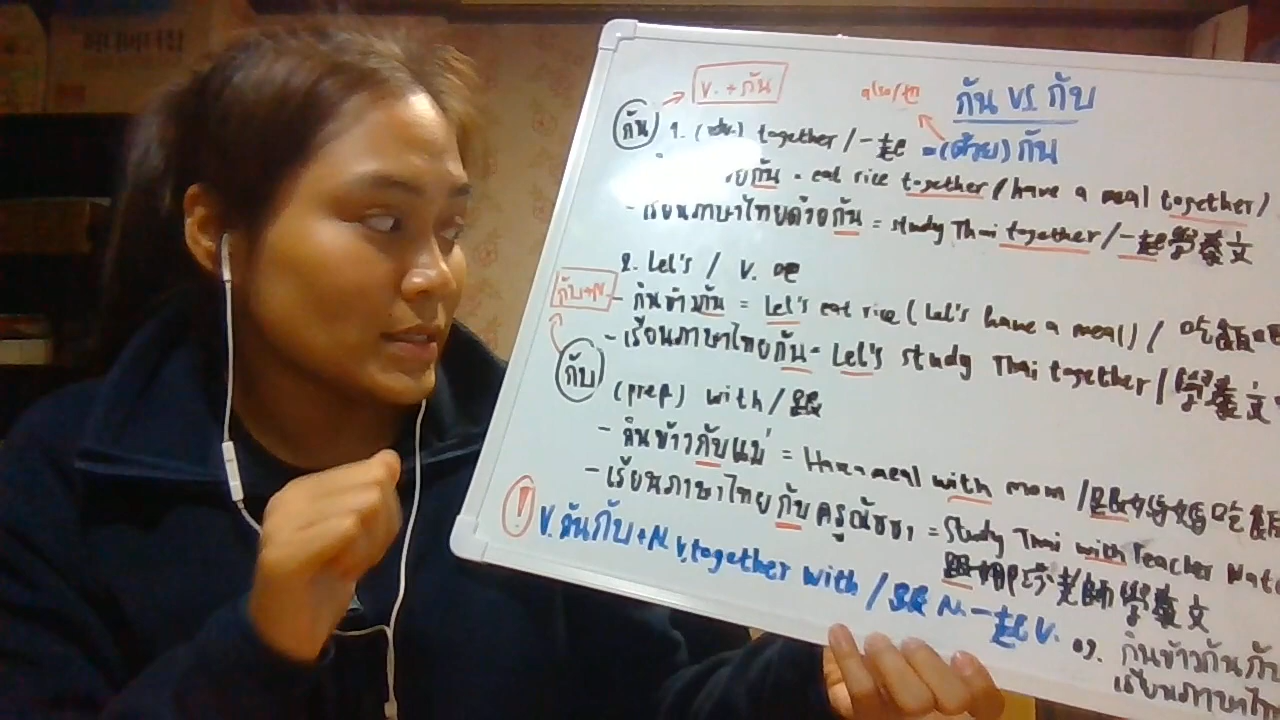 กัน vs กับ
v. + กัน
also/也
กัน 1. (adv.) together / 一起 = (ด้วย) กัน
กัน = eat rice together / have a meal together /
- เรียนภาษาไทยด้วยกัน = study Thai together / 一起學泰文
2. Let's / v.吧
- กินข้าวกัน = Let's eat rice (Let's have a meal) / 吃飯吧
- เรียนภาษาไทยกัน = Let's study Thai together / 學泰文
กับ+N.
กับ (prep) with / 跟
- กินข้าวกับแม่ = Have a meal with mom / 跟媽媽吃飯
- เรียนภาษาไทยกับครูณัชชา = Study Thai with Teacher Nat
老師學泰文
! V. กันกับ + N. v. together with / 跟 N. 一起 V.
eg. กินข้าวกันกับ
เรียนภาษาไท